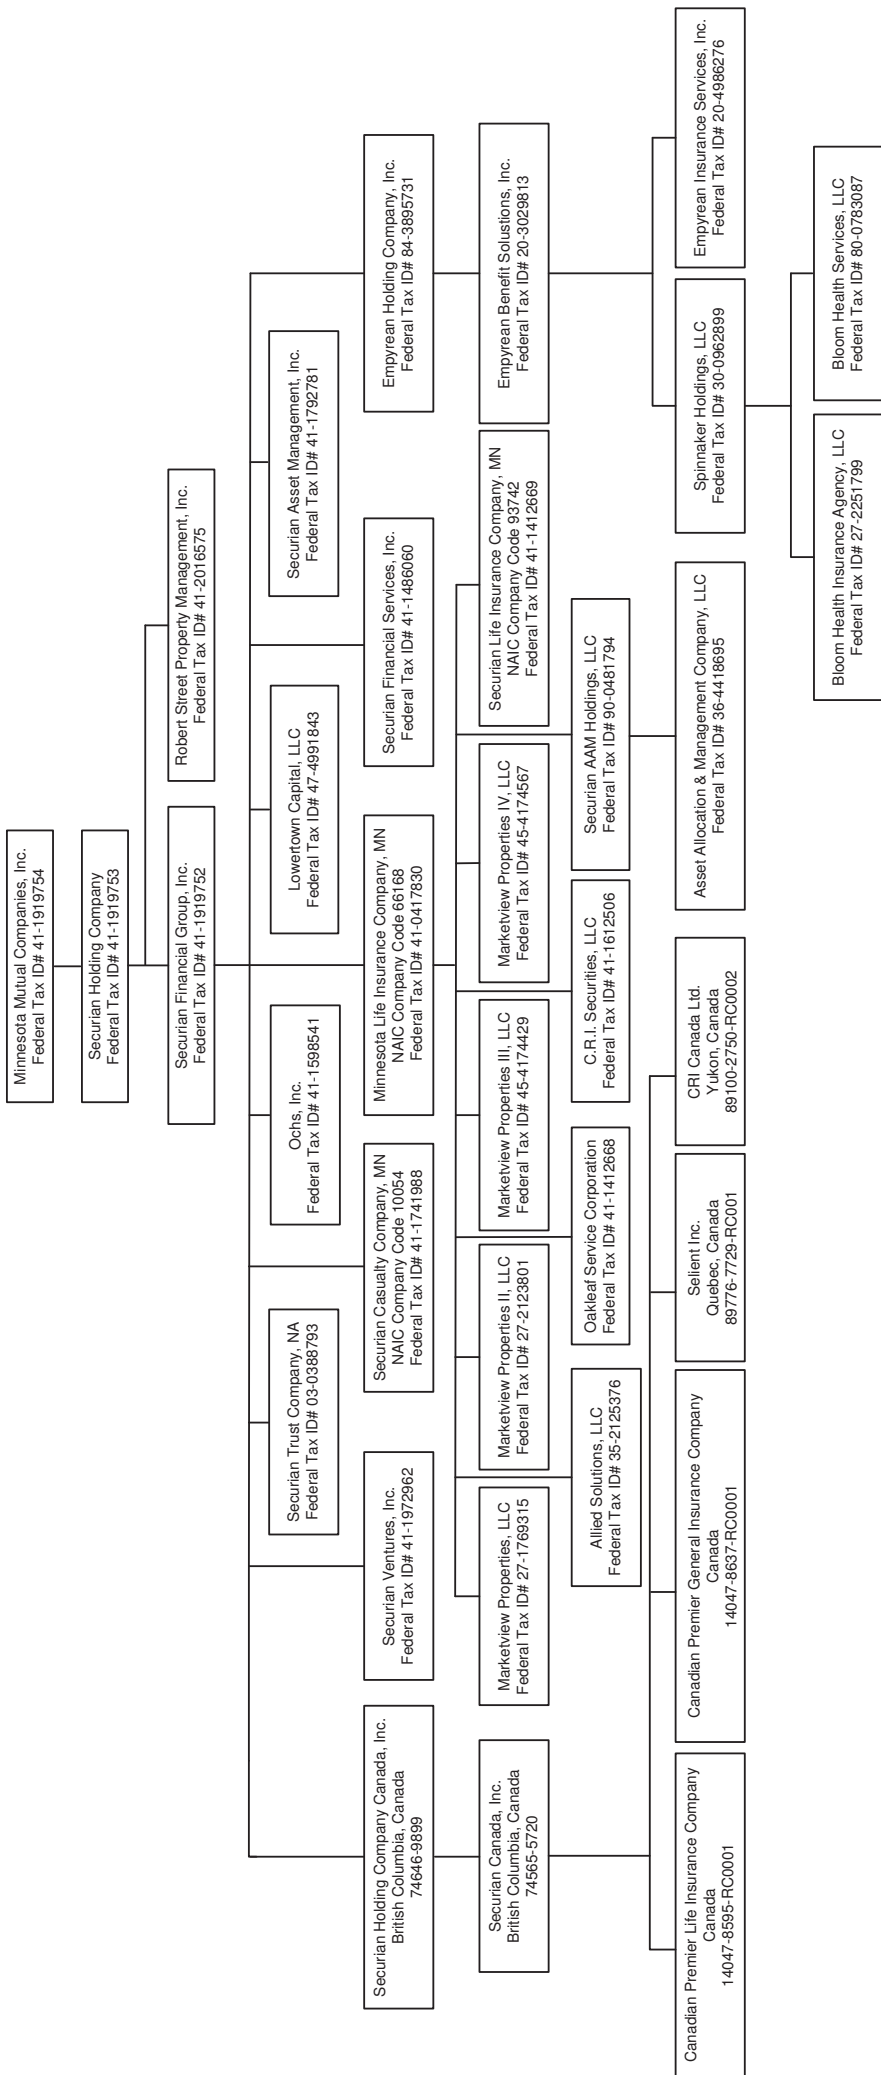 Minnesota Mutual Companies, Inc.
Federal Tax ID# 41-1919754
Securian Holding Company
Federal Tax ID# 41-1919753
Securian Financial Group, Inc.
Federal Tax ID# 41-1919752
Robert Street Property Management, Inc.
Federal Tax ID# 41-2016575
Securian Trust Company, NA
Federal Tax ID# 03-0388793
Ochs, Inc.
Federal Tax ID# 41-1598541
Lowertown Capital, LLC
Federal Tax ID# 47-4991843
Securian Asset Management, Inc.
Federal Tax ID# 41-1792781
Securian Holding Company Canada, Inc.
British Columbia, Canada
74646-9899
Securian Ventures, Inc.
Federal Tax ID# 41-1972962
Securian Casualty Company, MN
NAIC Company Code 10054
Federal Tax ID# 41-1741988
Minnesota Life Insurance Company, MN
NAIC Company Code 66168
Federal Tax ID# 41-0417830
Securian Financial Services, Inc.
Federal Tax ID# 41-1486060
Empyrean Holding Company, Inc.
Federal Tax ID# 84-3895731
Securian Canada, Inc.
British Columbia, Canada
74565-5720
Marketview Properties, LLC
Federal Tax ID# 27-1769315
Marketview Properties II, LLC
Federal Tax ID# 27-2123801
Marketview Properties III, LLC
Federal Tax ID# 45-4174429
Marketview Properties IV, LLC
Federal Tax ID# 45-4174567
Securian Life Insurance Company, MN
NAIC Company Code 93742
Federal Tax ID# 41-1412669
Empyrean Benefit Solustions, Inc.
Federal Tax ID# 20-3029813
Allied Solutions, LLC
Federal Tax ID# 35-2125376
Oakleaf Service Corporation
Federal Tax ID# 41-1412668
C.R.I. Securities, LLC
Federal Tax ID# 41-1612506
Securian AAM Holdings, LLC
Federal Tax ID# 90-0481794
Canadian Premier Life Insurance Company
Canada
14047-8595-RC0001
Canadian Premier General Insurance Company
Canada
14047-8637-RC0001
Selient Inc.
Quebec, Canada
89776-7729-RC001
CRI Canada Ltd.
Yukon, Canada
89100-2750-RC0002
Asset Allocation & Management Company, LLC
Federal Tax ID# 36-4418695
Spinnaker Holdings, LLC
Federal Tax ID# 30-0962899
Empyrean Insurance Services, Inc.
Federal Tax ID# 20-4986276
Bloom Health Insurance Agency, LLC
Federal Tax ID# 27-2251799
Bloom Health Services, LLC
Federal Tax ID# 80-0783087